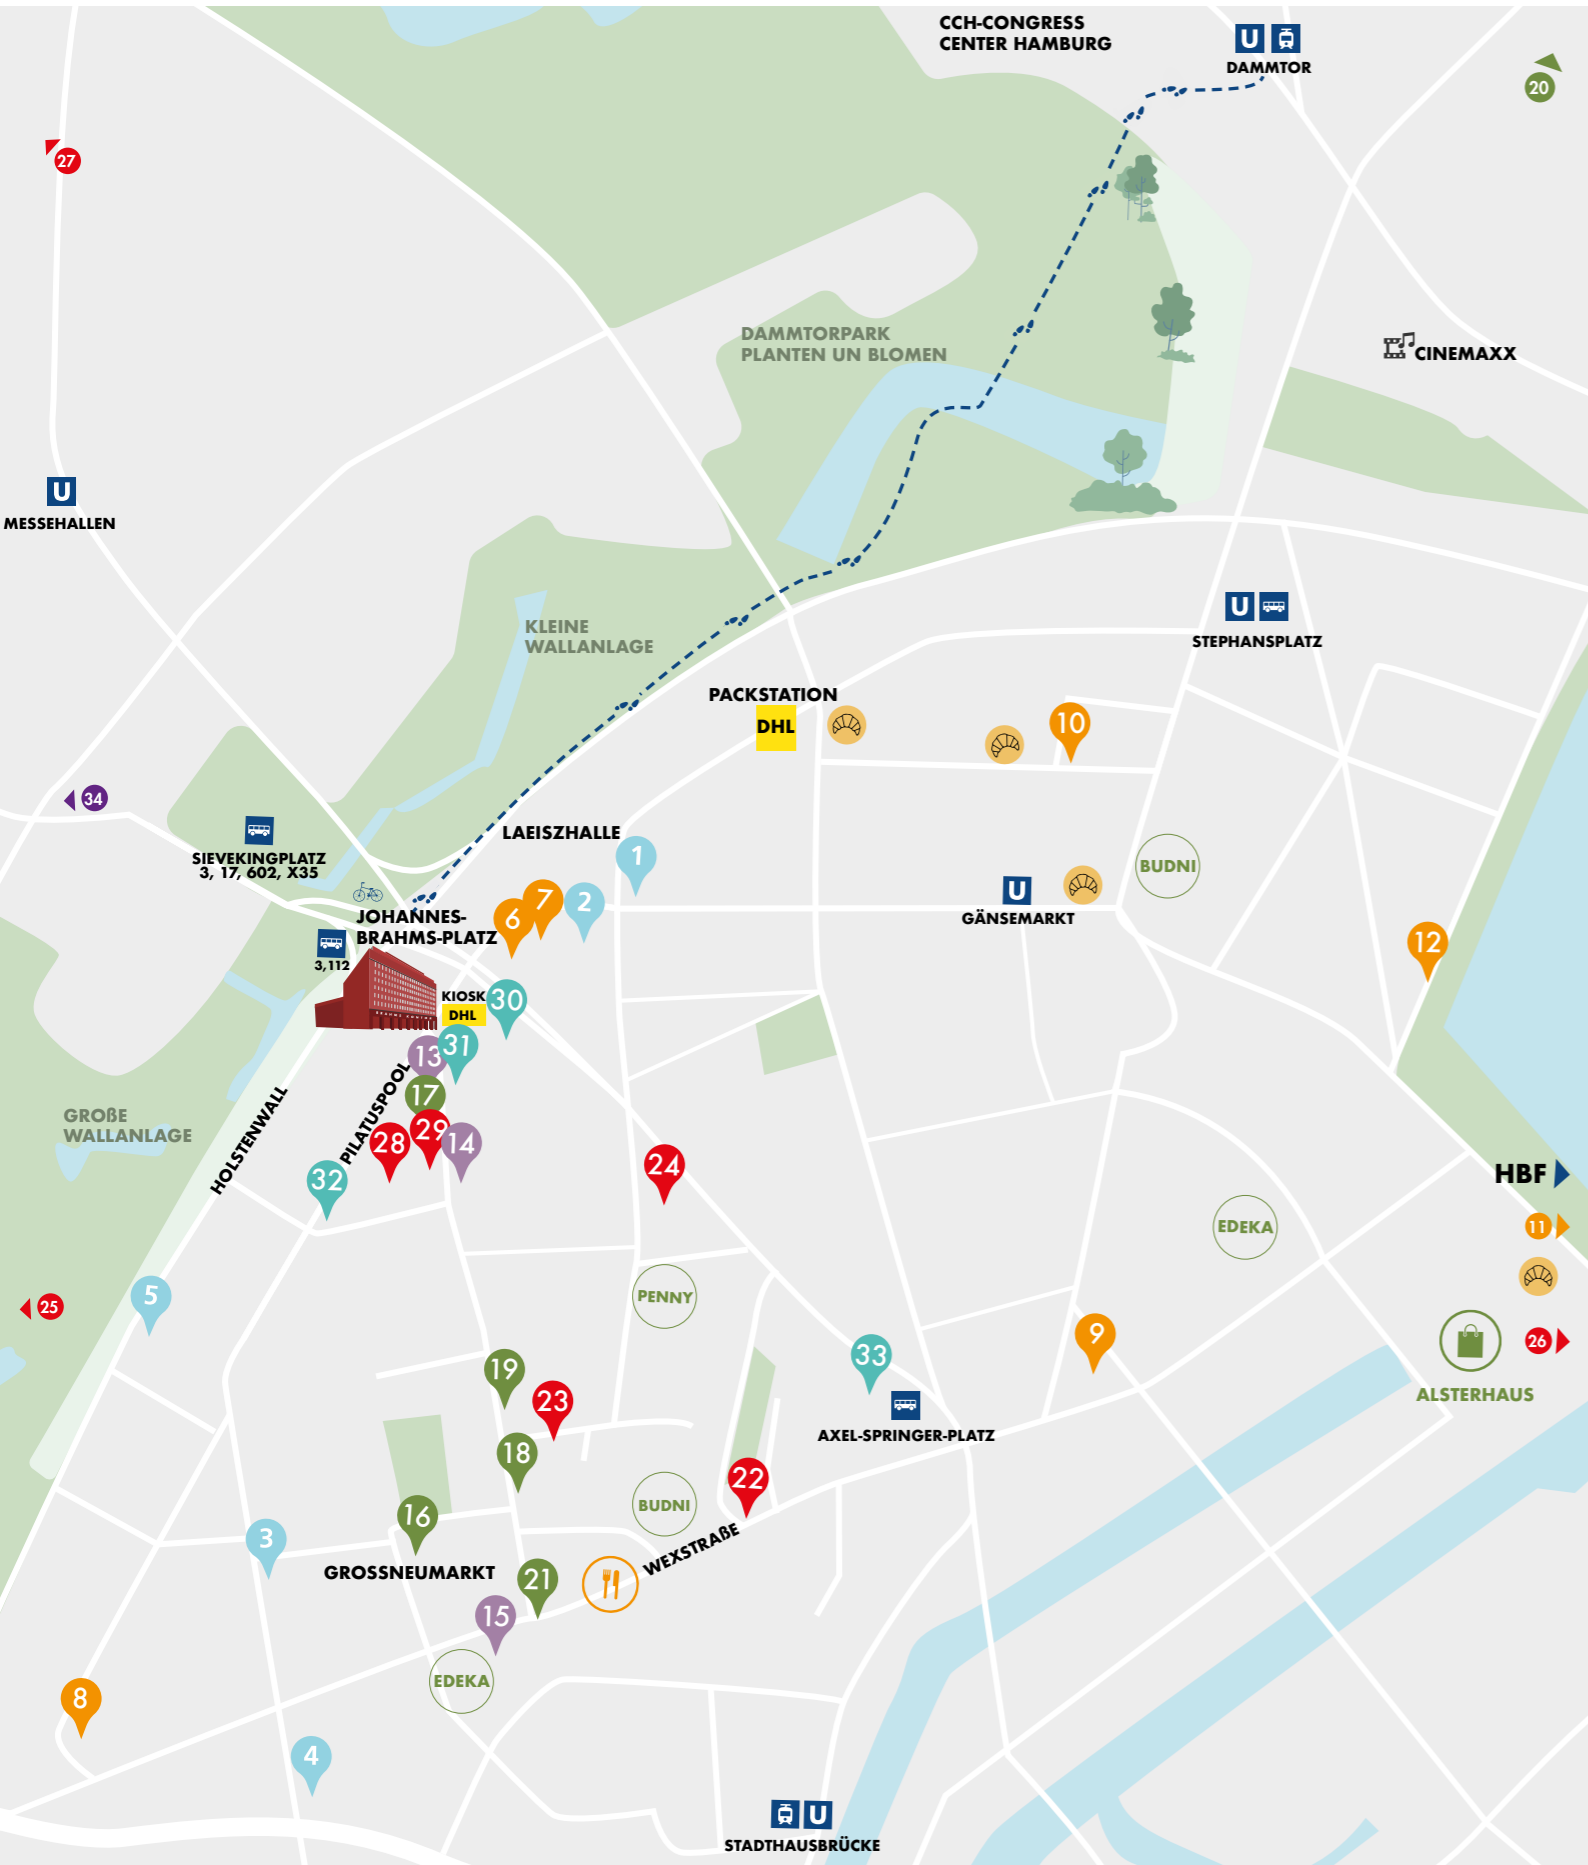 CCH-CONGRESS
CENTER HAMBURG
U
DAMMTOR
20
27
DAMMTORPARK
PLANTEN UN BLOMEN
CINEMAXX
U
MESSEHALLEN
KLEINE
WALLANLAGE
U
STEPHANSPLATZ
PACKSTATION
DHL
10
34
SIEVEKINGPLATZ
3, 17, 602, X35
LAEISZHALLE
1
BUDNI
U
GÄNSEMARKT
JOHANNES-
BRAHMS-PLATZ
6
7
2
12
3,112
KIOSK
DHL
30
13
31
17
GROßE
WALLANLAGE
HOLSTENWALL
PILATUSPOOL
28
29
14
32
24
HBF
EDEKA
11
5
25
PENNY
9
26
ALSTERHAUS
33
AXEL-SPRINGER-PLATZ
19
23
18
22
BUDNI
16
3
GROSSNEUMARKT
WEXSTRAßE
21
15
EDEKA
8
4
U
STADTHAUSBRÜCKE